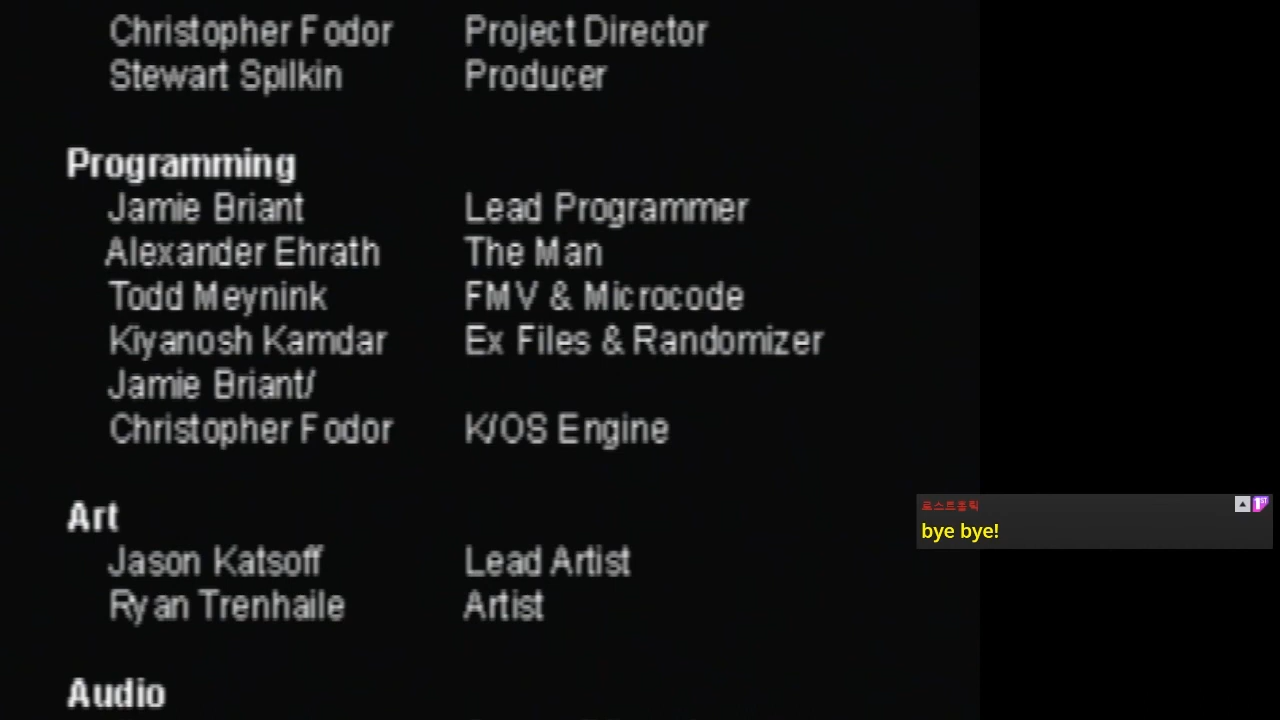 Christopher Fodor Project Director
Stewart Spilkin Producer
Programming
Jamie Briant Lead Programmer
Alexander Ehrath The Man
Todd Meynink FMV & Microcode
Kiyanosh Kamdar Ex Files & Randomizer
Jamie Briant/
Christopher Fodor K/OS Engine
Art
Jason Katsoff Lead Artist
Ryan Trenhaile Artist
Audio
1ST
bye bye!